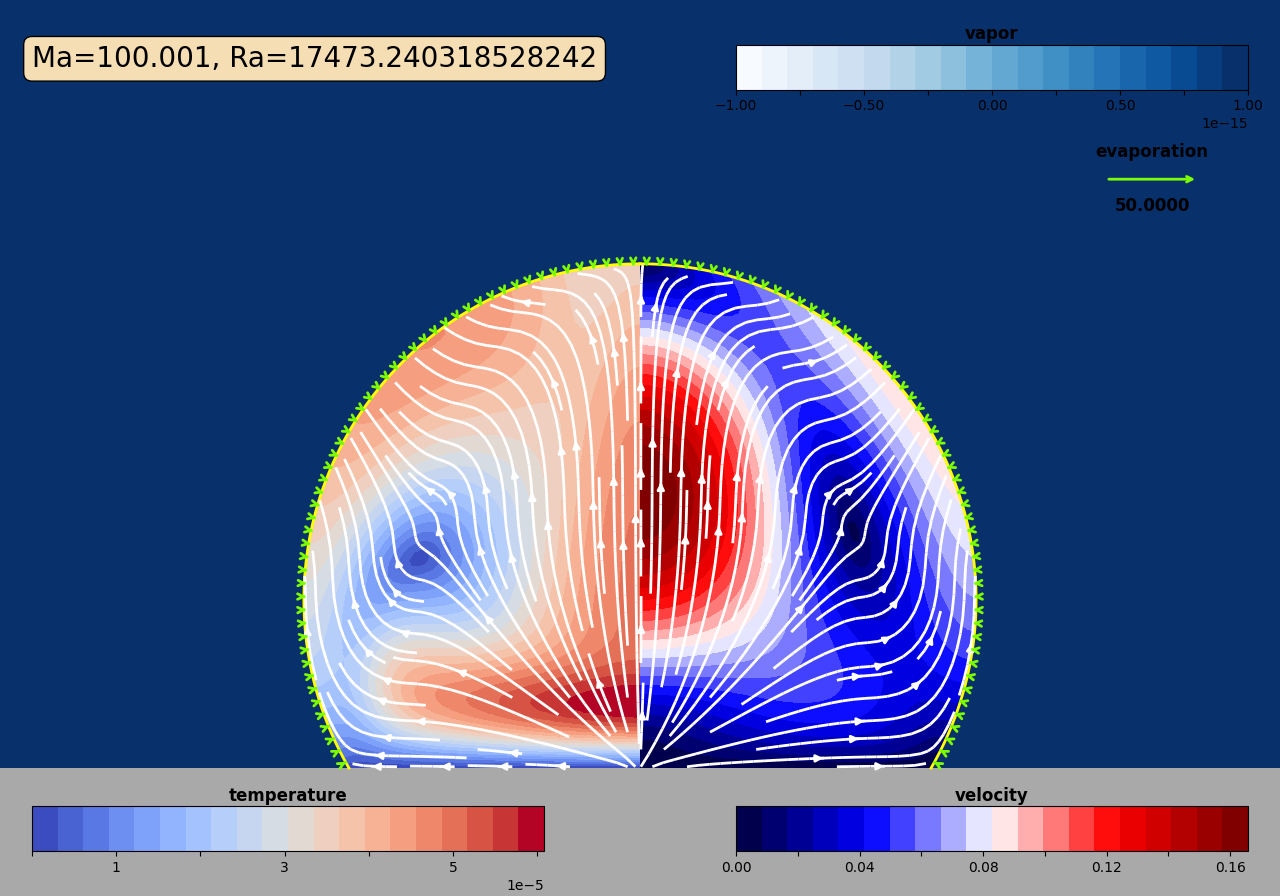 Ma=100.001, Ra=17473.240318528242
vapor
−1.00 −0.50 0.00 0.50 1.00
1e−15
evaporation
50.0000
temperature
1 3 5
1e−5
velocity
0.00 0.04 0.08 0.12 0.16